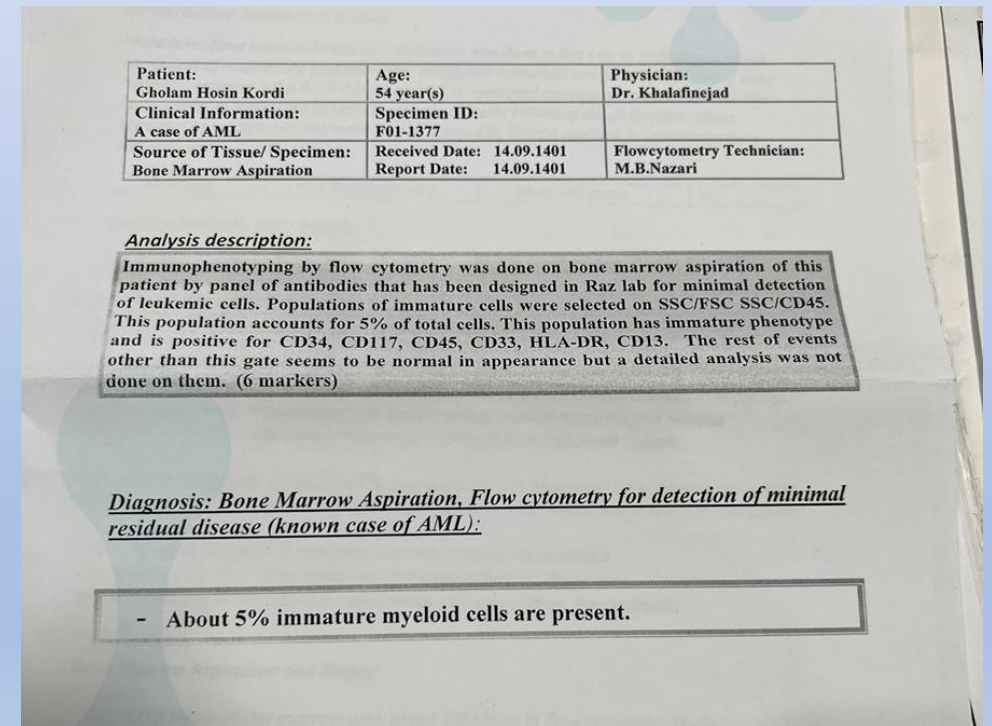 Patient:
Gholam Hosin Kordi
Age:
54 year(s)
Physician:
Dr. Khalafinejad
Clinical Information:
A case of AML
Specimen ID:
F01-1377
Source of Tissue/ Specimen:
Bone Marrow Aspiration
Received Date: 14.09.1401
Report Date: 14.09.1401
Flowcytometry Technician:
M.B.Nazari
Analysis description:
Immunophenotyping by flow cytometry was done on bone marrow aspiration of this
patient by panel of antibodies that has been designed in Raz lab for minimal detection
of leukemic cells. Populations of immature cells were selected on SSC/FSC SSC/CD45.
This population accounts for 5% of total cells. This population has immature phenotype
and is positive for CD34, CD117, CD45, CD33, HLA-DR, CD13. The rest of events
other than this gate seems to be normal in appearance but a detailed analysis was not
done on them. (6 markers)
Diagnosis: Bone Marrow Aspiration, Flow cytometry for detection of minimal
residual disease (known case of AML):
- About 5% immature myeloid cells are present.